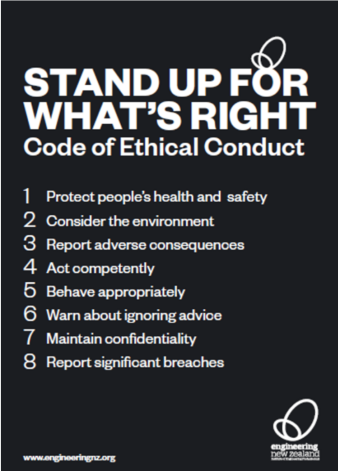 STAND UP FOR
WHAT'S RIGHT
Code of Ethical Conduct
1 Protect people's health and safety
2 Consider the environment
3 Report adverse consequences
4 Act competently
5 Behave appropriately
6 Warn about ignoring advice
7 Maintain confidentiality
8 Report significant breaches
www.engineeringnz.org
engineering
new zealand